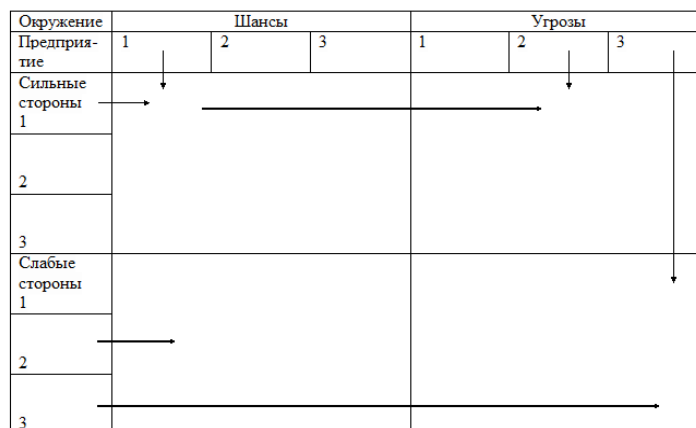 Окружение Шансы Угрозы
Предприя- 1 2 3 1 2 3
тие
Сильные
стороны
1
2
3
Слабые
стороны
1
2
3